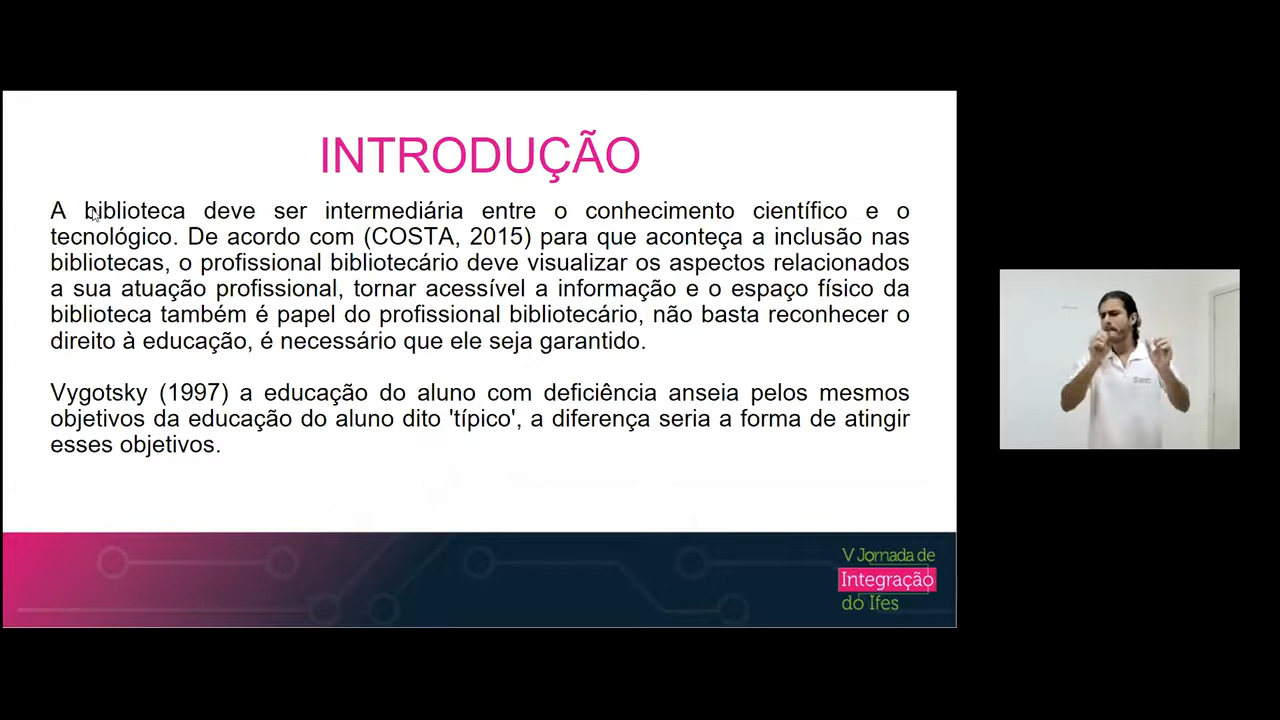 INTRODUÇÃO
A biblioteca deve ser intermediária entre o conhecimento científico e o
tecnológico. De acordo com (COSTA, 2015) para que aconteça a inclusão nas
bibliotecas, o profissional bibliotecário deve visualizar os aspectos relacionados
a sua atuação profissional, tornar acessível a informação e o espaço físico da
biblioteca também é papel do profissional bibliotecário, não basta reconhecer o
direito à educação, é necessário que ele seja garantido.
Vygotsky (1997) a educação do aluno com deficiência anseia pelos mesmos
objetivos da educação do aluno dito 'típico', a diferença seria a forma de atingir
esses objetivos.
V Jornada de
Integração
do Ifes